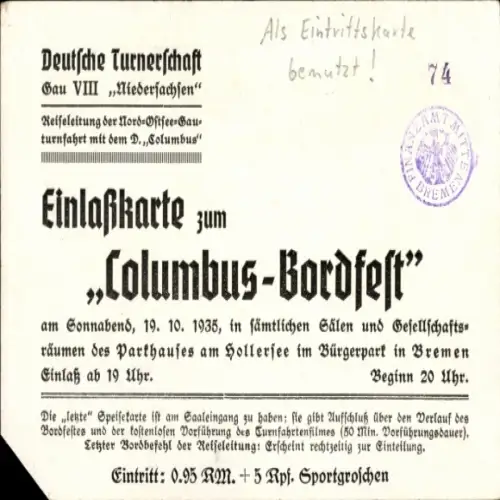 Als Eintrittskarte
benutzt!
Deutsche Turnerschaft
Gau VIII „Niedersachsen“
Reiseleitung der Nord=Ostsee=Gau=
turnfahrt mit dem D. „Columbus“
74
FINANZAMT MITTE
BREMEN
Einlaßkarte zum
„Columbus=Bordfest“
am Sonnabend, 19. 10. 1935, in sämtlichen Sälen und Gesellschafts=
räumen des Parkhauses am Hollersee im Bürgerpark in Bremen
Einlaß ab 19 Uhr. Beginn 20 Uhr.
Die „letzte“ Speisekarte ist am Saaleingang zu haben; sie gibt Aufschluß über den Verlauf des
Bordfestes und der kostenlosen Vorführung des Turnfahrtenfilmes (50 Min. Vorführungsdauer).
Letzter Bordbefehl der Reiseleitung: Erscheint rechtzeitig zur Einteilung.
Eintritt: 0.95 RM. + 5 Rpf. Sportgroschen